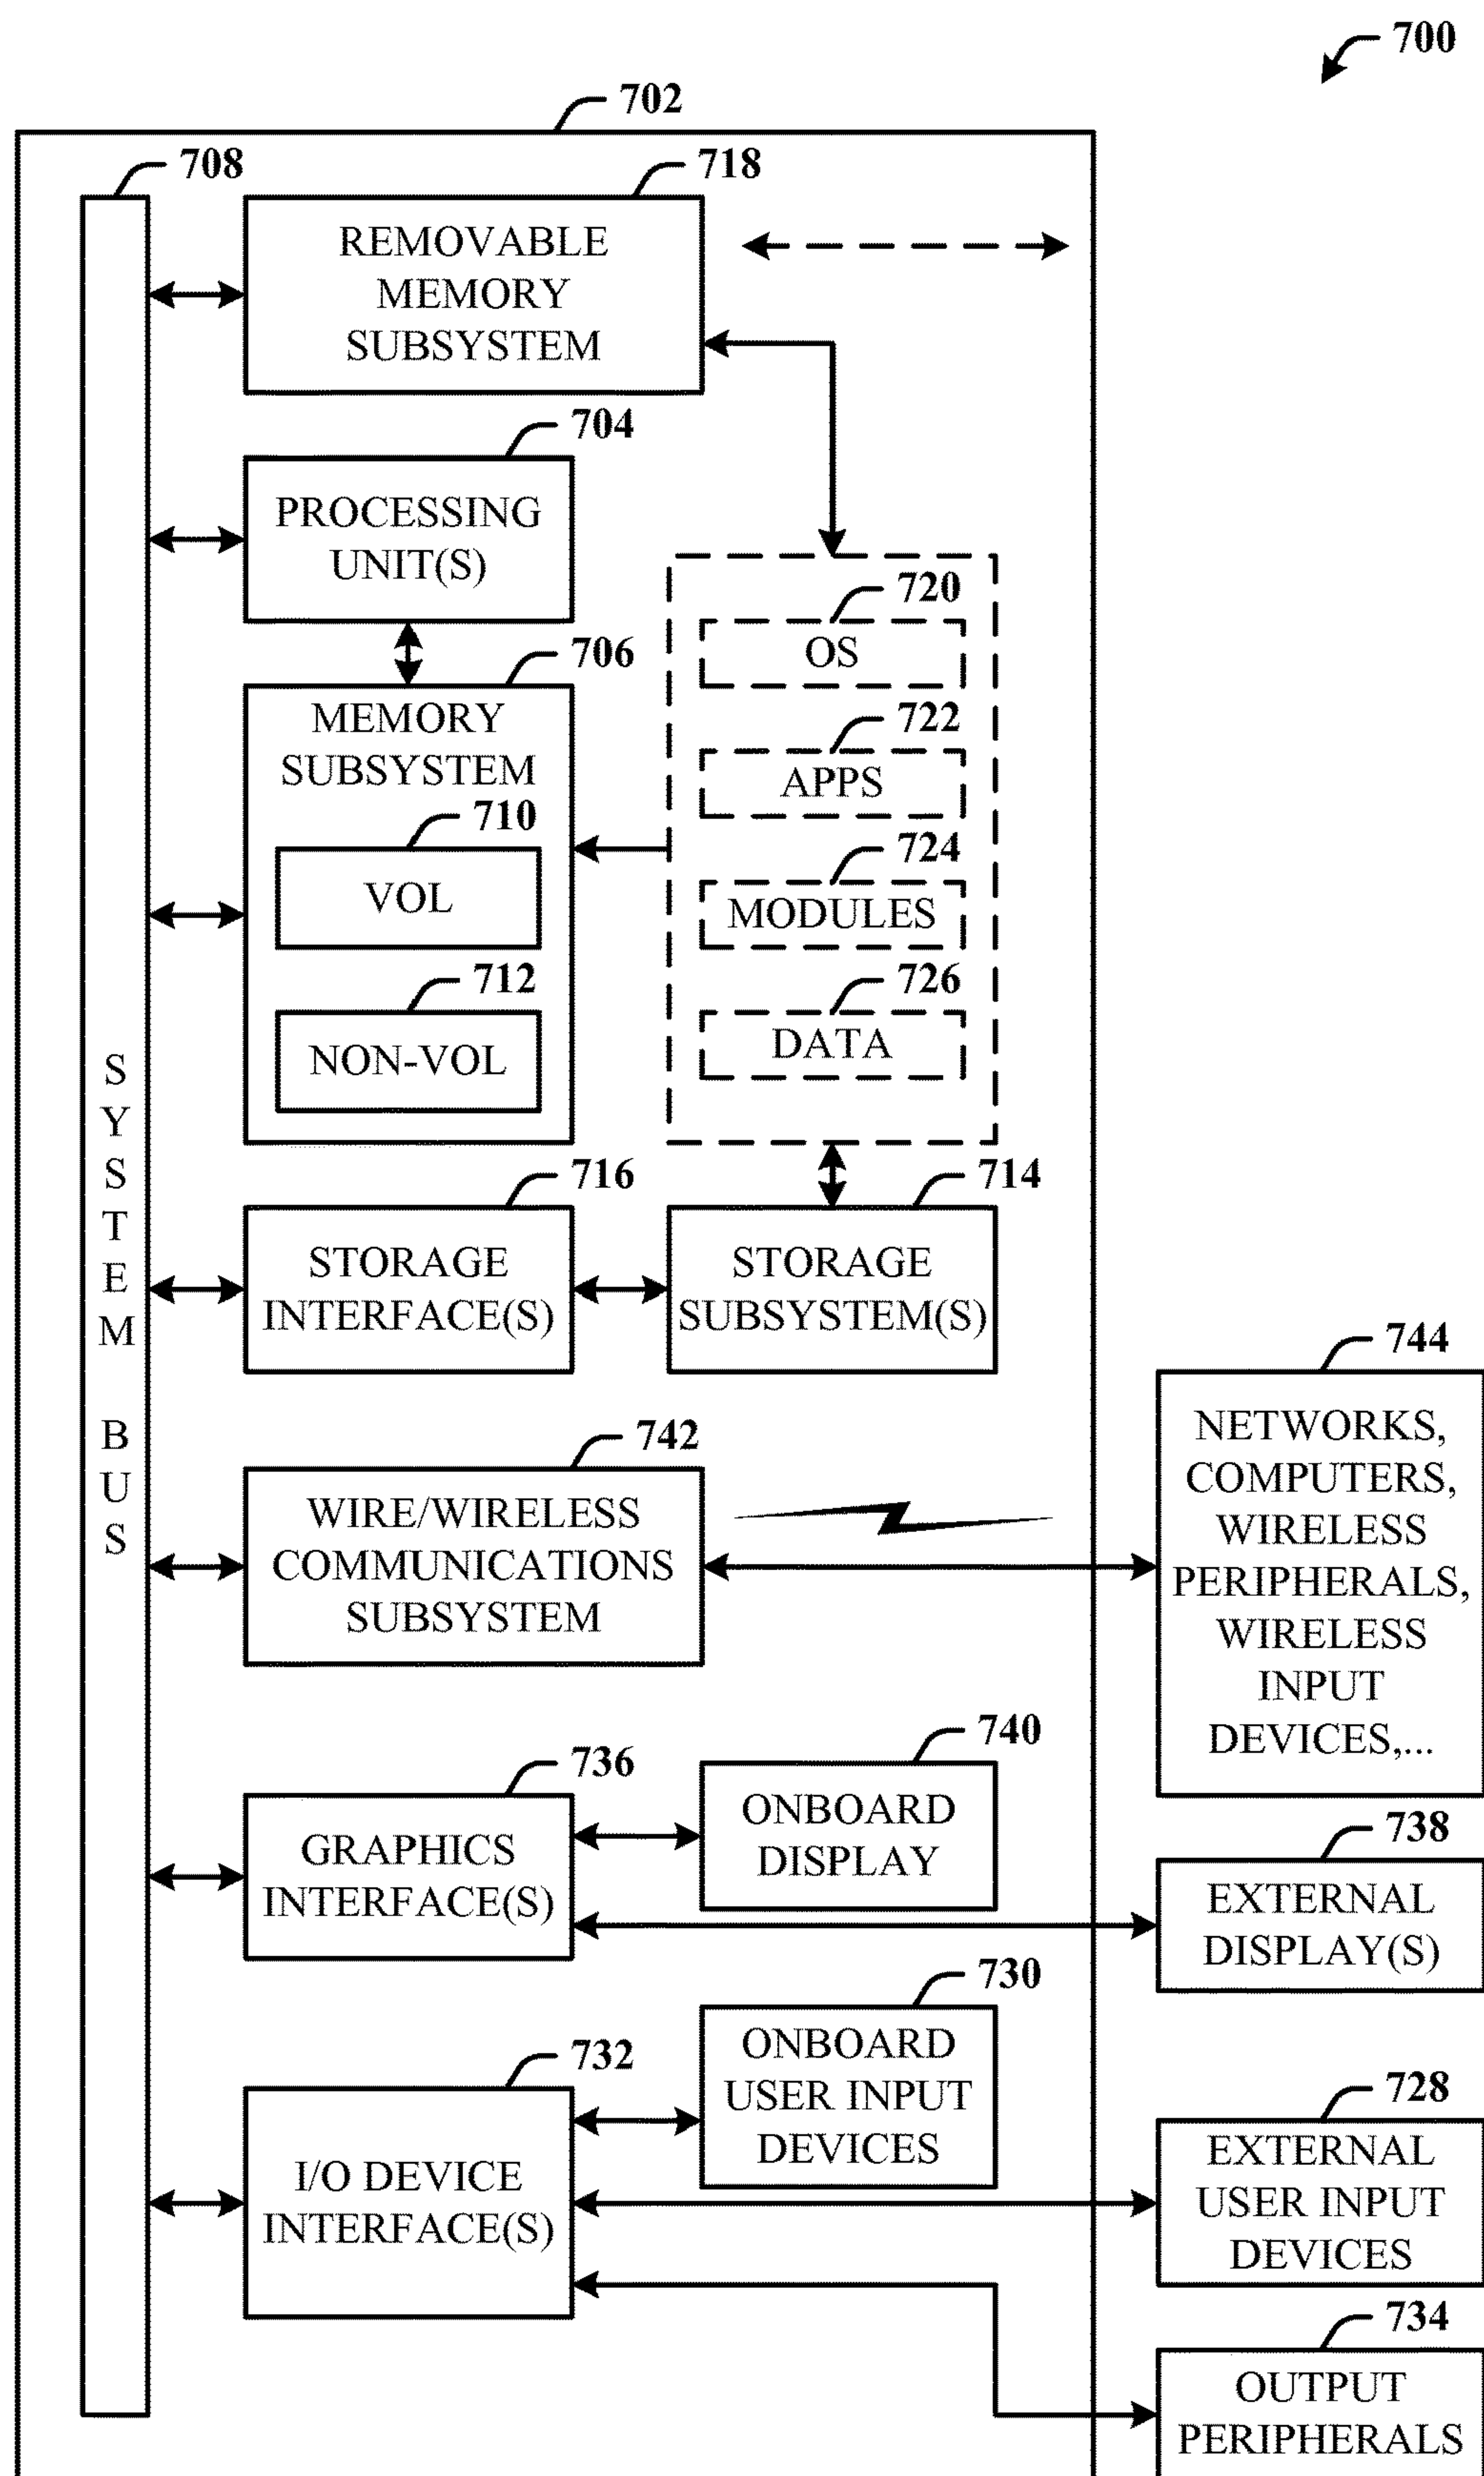 700
702
708
718
REMOVABLE
MEMORY
SUBSYSTEM
704
PROCESSING
UNIT(S)
706
MEMORY
SUBSYSTEM
710
VOL
712
NON-VOL
720
OS
722
APPS
724
MODULES
726
DATA
SYSTEM BUS
716
STORAGE
INTERFACE(S)
714
STORAGE
SUBSYSTEM(S)
742
WIRE/WIRELESS
COMMUNICATIONS
SUBSYSTEM
744
NETWORKS,
COMPUTERS,
WIRELESS
PERIPHERALS,
WIRELESS
INPUT
DEVICES,...
736
GRAPHICS
INTERFACE(S)
740
ONBOARD
DISPLAY
738
EXTERNAL
DISPLAY(S)
732
I/O DEVICE
INTERFACE(S)
730
ONBOARD
USER INPUT
DEVICES
728
EXTERNAL
USER INPUT
DEVICES
734
OUTPUT
PERIPHERALS